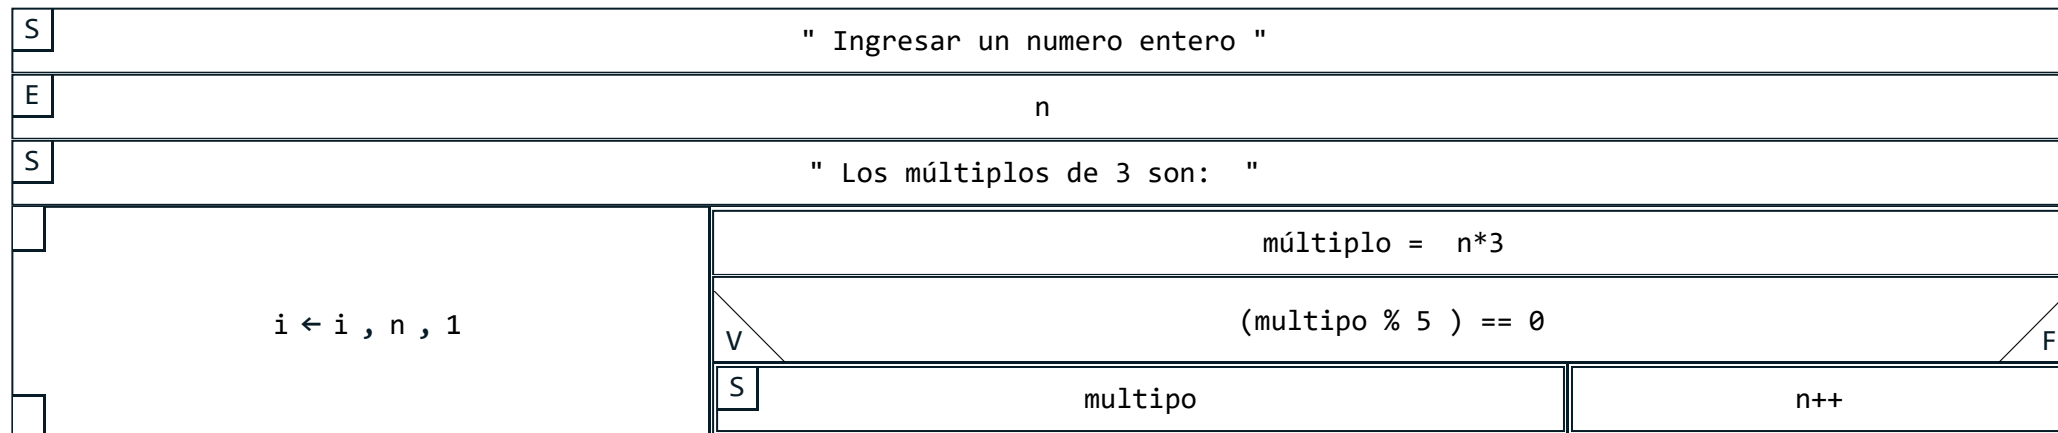 S
" Ingresar un numero entero "
E
n
S
" Los múltiplos de 3 son:  "
múltiplo =  n*3
i ← i , n , 1
V
(multipo % 5 ) == 0
F
S
multipo
n++